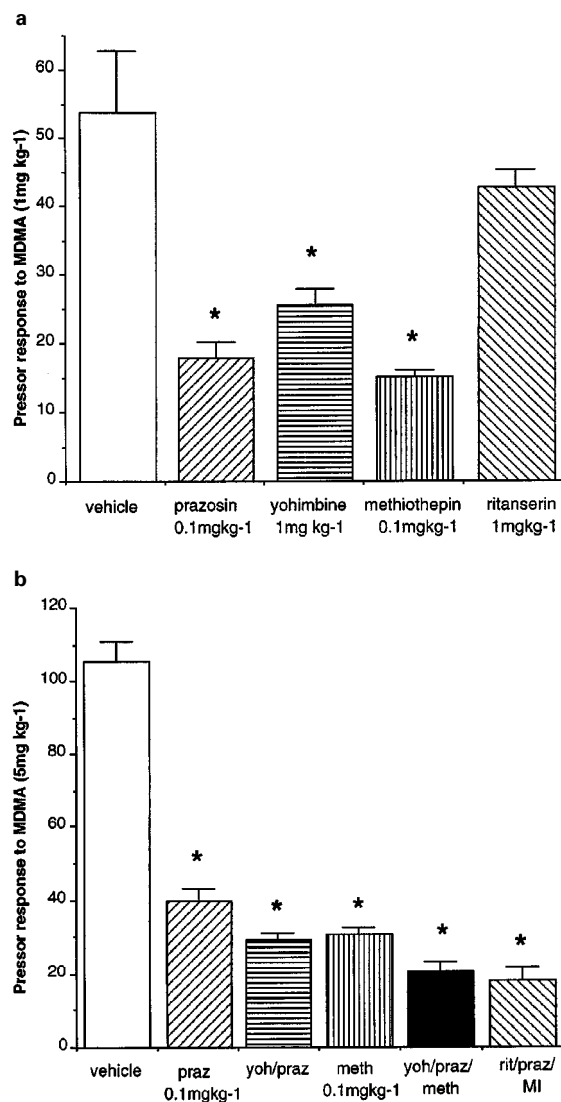 a
Pressor response to MDMA (1mg kg-1)
60
50
40
30
20
10
0
*
*
*
vehicle
prazosin
0.1mgkg-1
yohimbine
1mg kg-1
methiothepin
0.1mgkg-1
ritanserin
1mgkg-1
b
Pressor response to MDMA (5mg kg-1)
120
100
80
60
40
20
0
*
*
*
*
*
vehicle
praz
0.1mgkg-1
yoh/praz
meth
0.1mgkg-1
yoh/praz/
meth
rit/praz/
MI